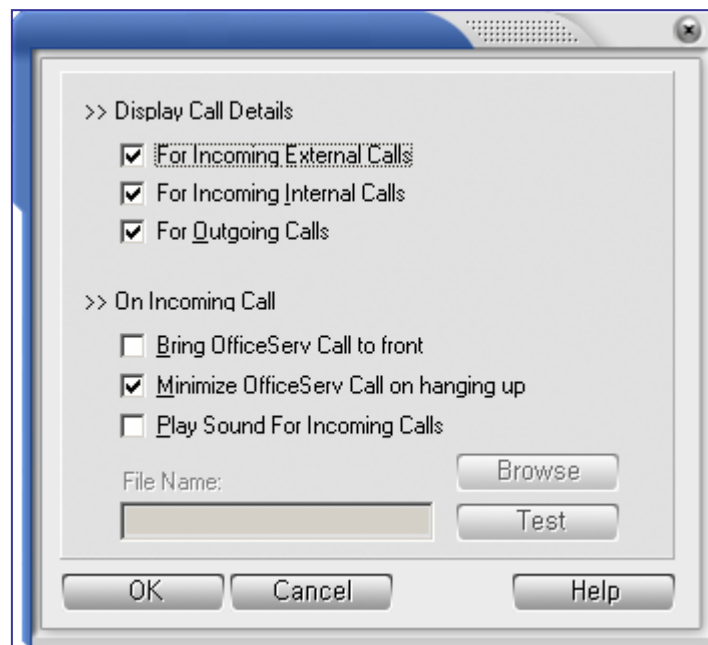 >> Display Call Details
For Incoming External Calls
For Incoming Internal Calls
For Outgoing Calls
>> On Incoming Call
Bring OfficeServ Call to front
Minimize OfficeServ Call on hanging up
Play Sound For Incoming Calls
File Name:
Browse
Test
OK
Cancel
Help